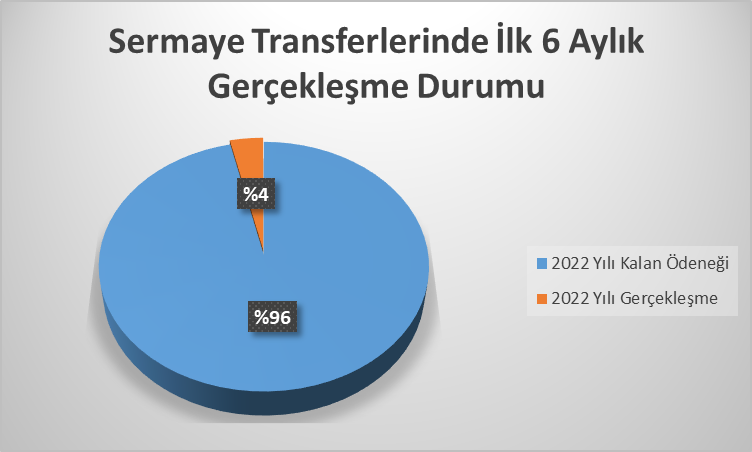 Sermaye Transferlerinde İlk 6 Aylık
Gerçekleşme Durumu
%4
%96
2022 Yılı Kalan Ödeneği
2022 Yılı Gerçekleşme